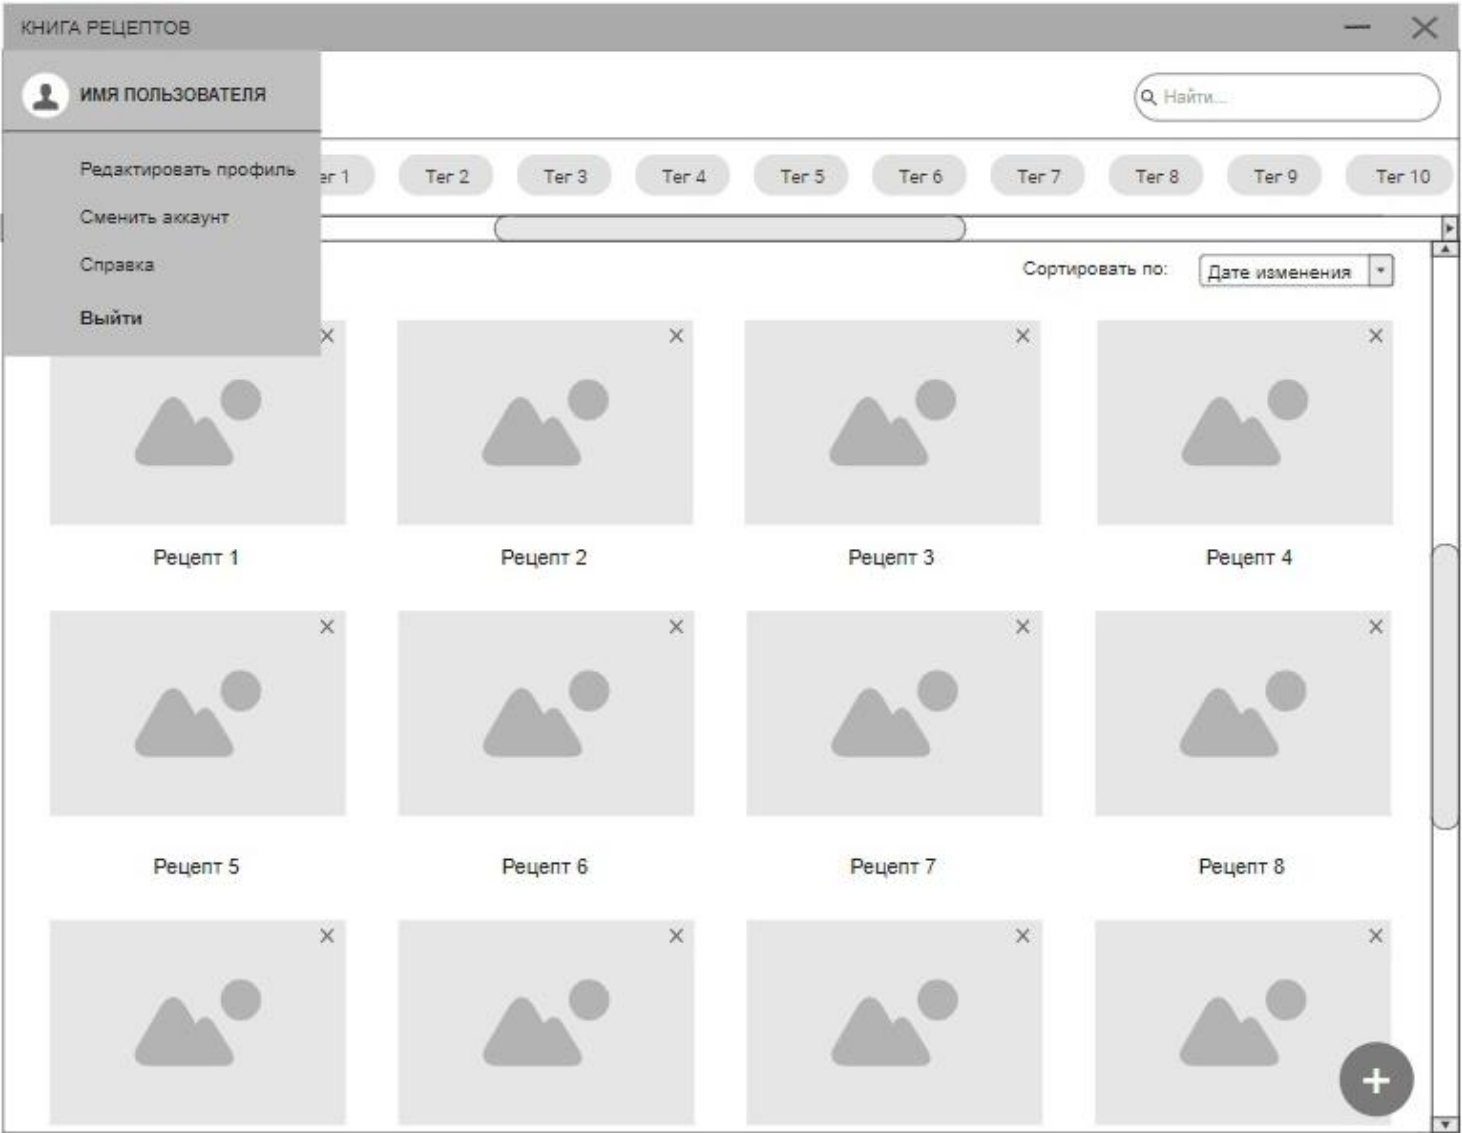 КНИГА РЕЦЕПТОВ
ИМЯ ПОЛЬЗОВАТЕЛЯ
Найти...
Редактировать профиль
ег 1 Тег 2 Тег 3 Тег 4 Тег 5 Тег 6 Тег 7 Тег 8 Тег 9 Тег 10
Сменить аккаунт
Справка
Сортировать по: Дате изменения
Выйти
Рецепт 1 Рецепт 2 Рецепт 3 Рецепт 4
Рецепт 5 Рецепт 6 Рецепт 7 Рецепт 8